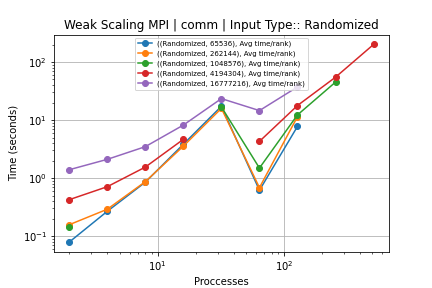 Weak Scaling MPI | comm | Input Type:: Randomized
((Randomized, 65536), Avg time/rank)
((Randomized, 262144), Avg time/rank)
((Randomized, 1048576), Avg time/rank)
((Randomized, 4194304), Avg time/rank)
((Randomized, 16777216), Avg time/rank)
Time (seconds)
10²
10¹
10⁰
10⁻¹
10¹ 10²
Proccesses